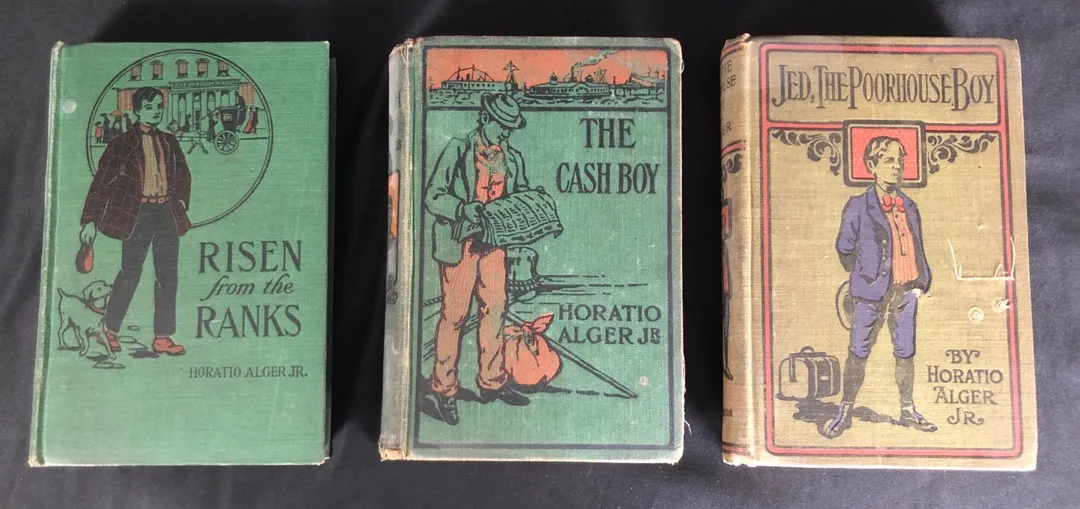 RISEN
from the
RANKS
HORATIO ALGER JR.
THE
CASH BOY
HORATIO
ALGER JR
JED, THE POORHOUSE BOY
BY
HORATIO
ALGER
JR.